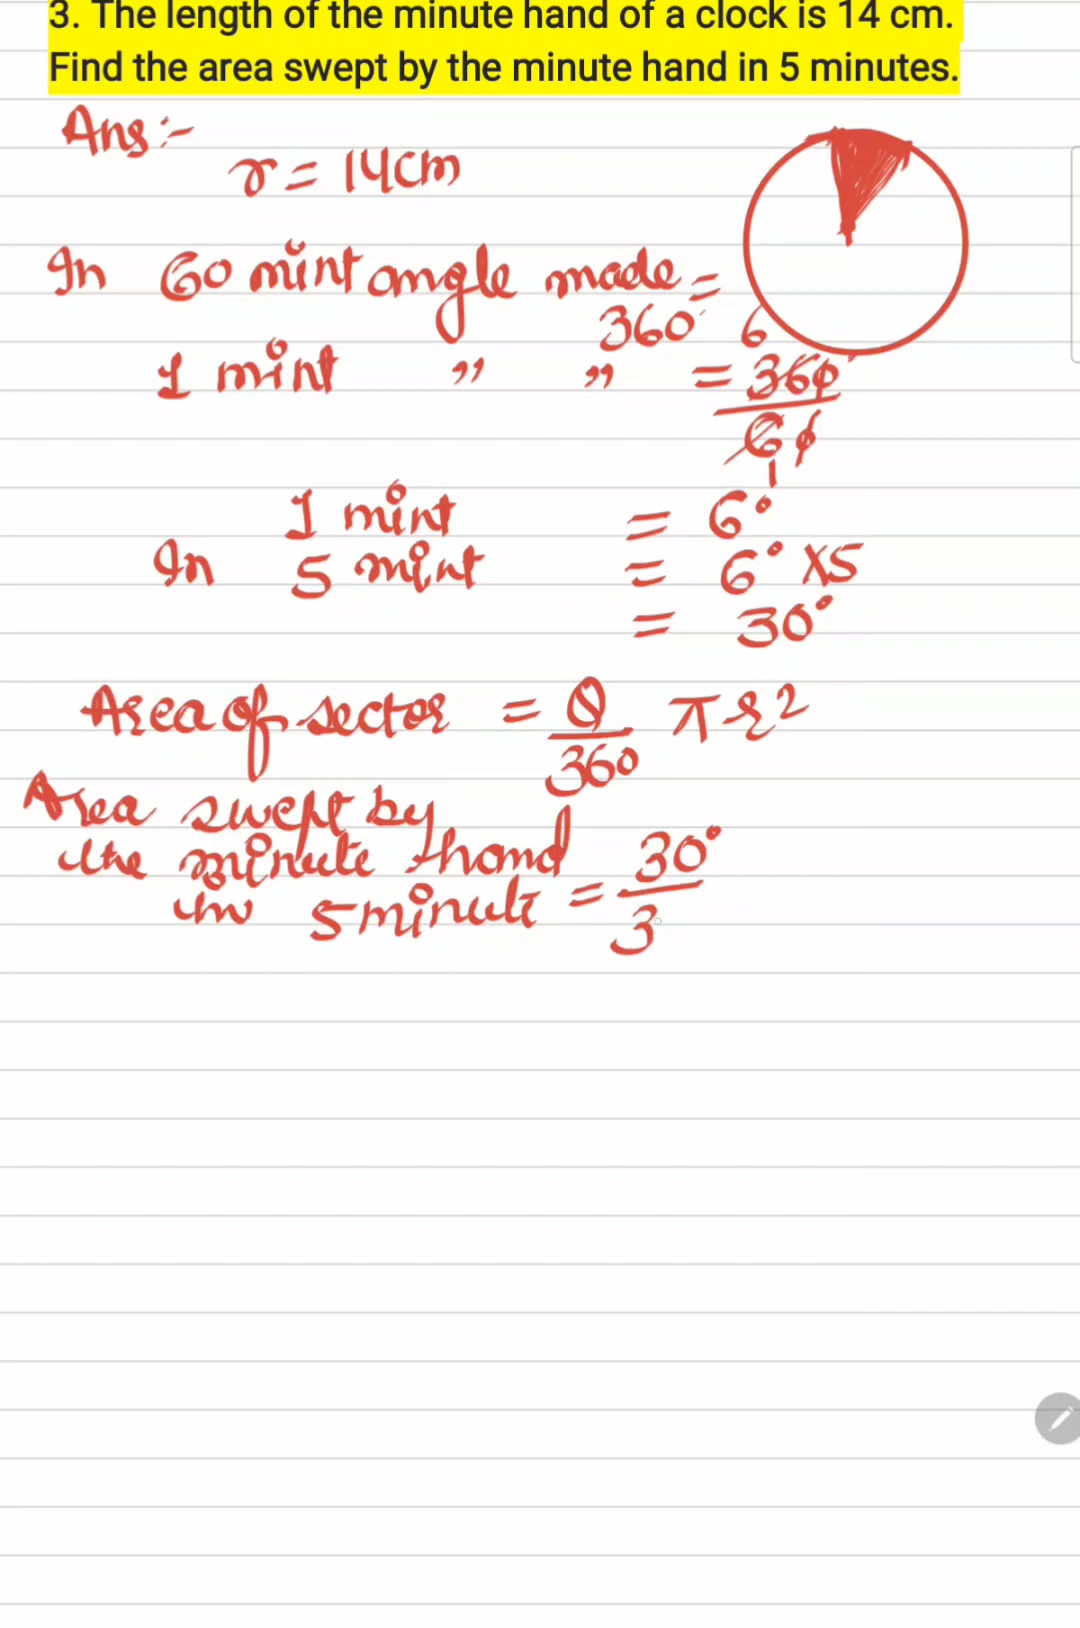 3. The length of the minute hand of a clock is 14 cm.
Find the area swept by the minute hand in 5 minutes.
Ans :-
r = 14cm
In 60 mint angle made =
360° 6
1 mint " " = 360°
60
1
1 mint = 6°
In 5 mint = 6° X5
= 30°
Area of sector = θ πr2
360
Area swept by
the minute hand 30°
in 5 minute = 3